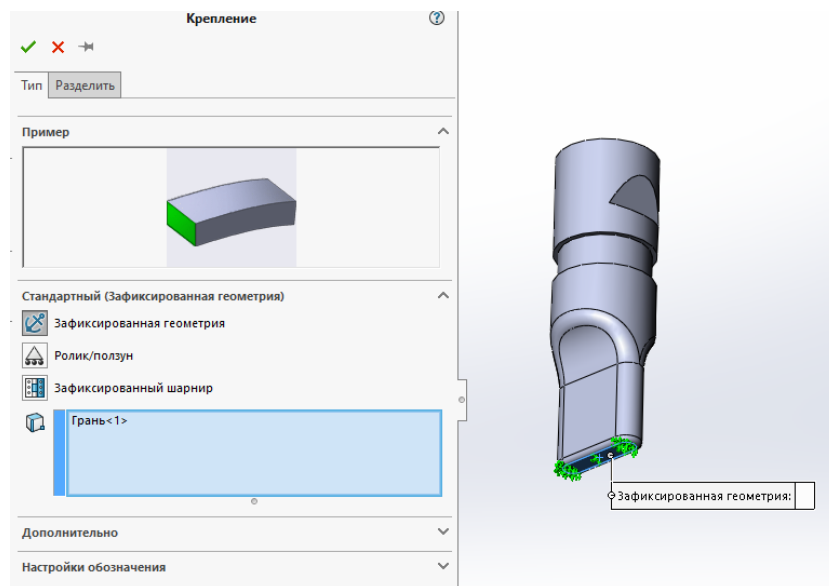 Крепление
Тип
Разделить
Пример
Стандартный (Зафиксированная геометрия)
Зафиксированная геометрия
Ролик/ползун
Зафиксированный шарнир
Грань<1>
Зафиксированная геометрия:
Дополнительно
Настройки обозначения